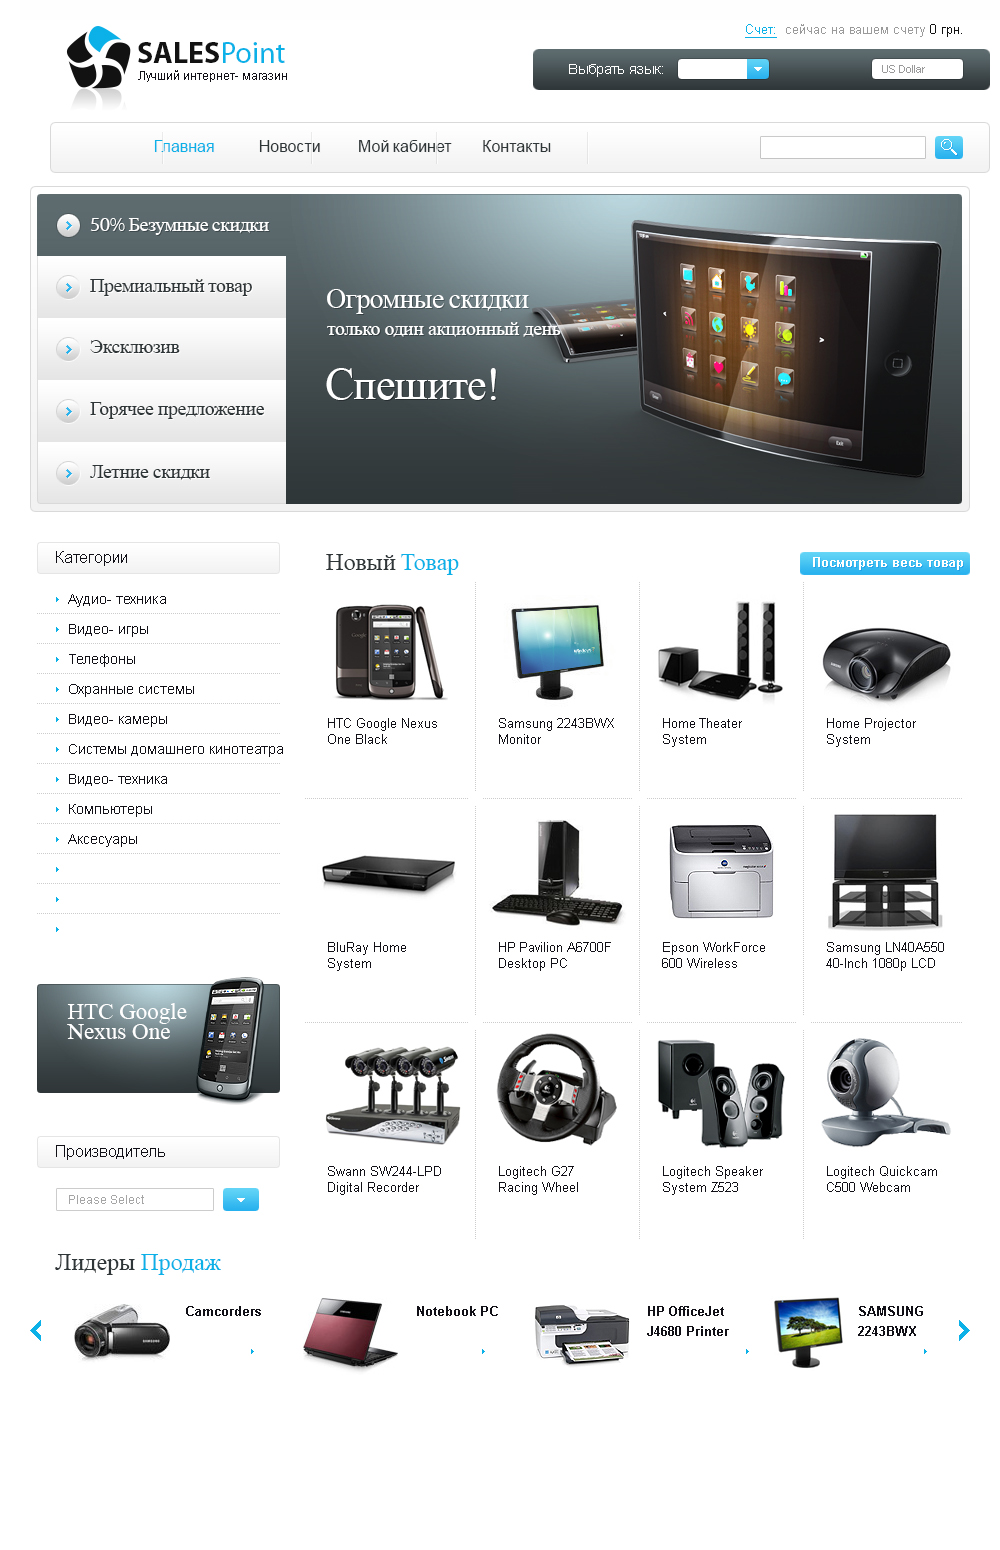 Счет: сейчас на вашем счету 0 грн.
SALESPoint
Лучший интернет- магазин
Выбрать язык:
US Dollar
Главная Новости Мой кабинет Контакты
50% Безумные скидки
Премиальный товар
Эксклюзив
Горячее предложение
Летние скидки
Огромные скидки
только один акционный день
Спешите!
Категории
Аудио- техника
Видео- игры
Телефоны
Охранные системы
Видео- камеры
Системы домашнего кинотеатра
Видео- техника
Компьютеры
Аксесуары
HTC Google
Nexus One
Производитель
Please Select
Новый Товар
Посмотреть весь товар
HTC Google Nexus
One Black
Samsung 2243BWX
Monitor
Home Theater
System
Home Projector
System
BluRay Home
System
HP Pavilion A6700F
Desktop PC
Epson WorkForce
600 Wireless
Samsung LN40A550
40-Inch 1080p LCD
Swann SW244-LPD
Digital Recorder
Logitech G27
Racing Wheel
Logitech Speaker
System Z523
Logitech Quickcam
C500 Webcam
Лидеры Продаж
Camcorders
Notebook PC
HP OfficeJet
J4680 Printer
SAMSUNG
2243BWX